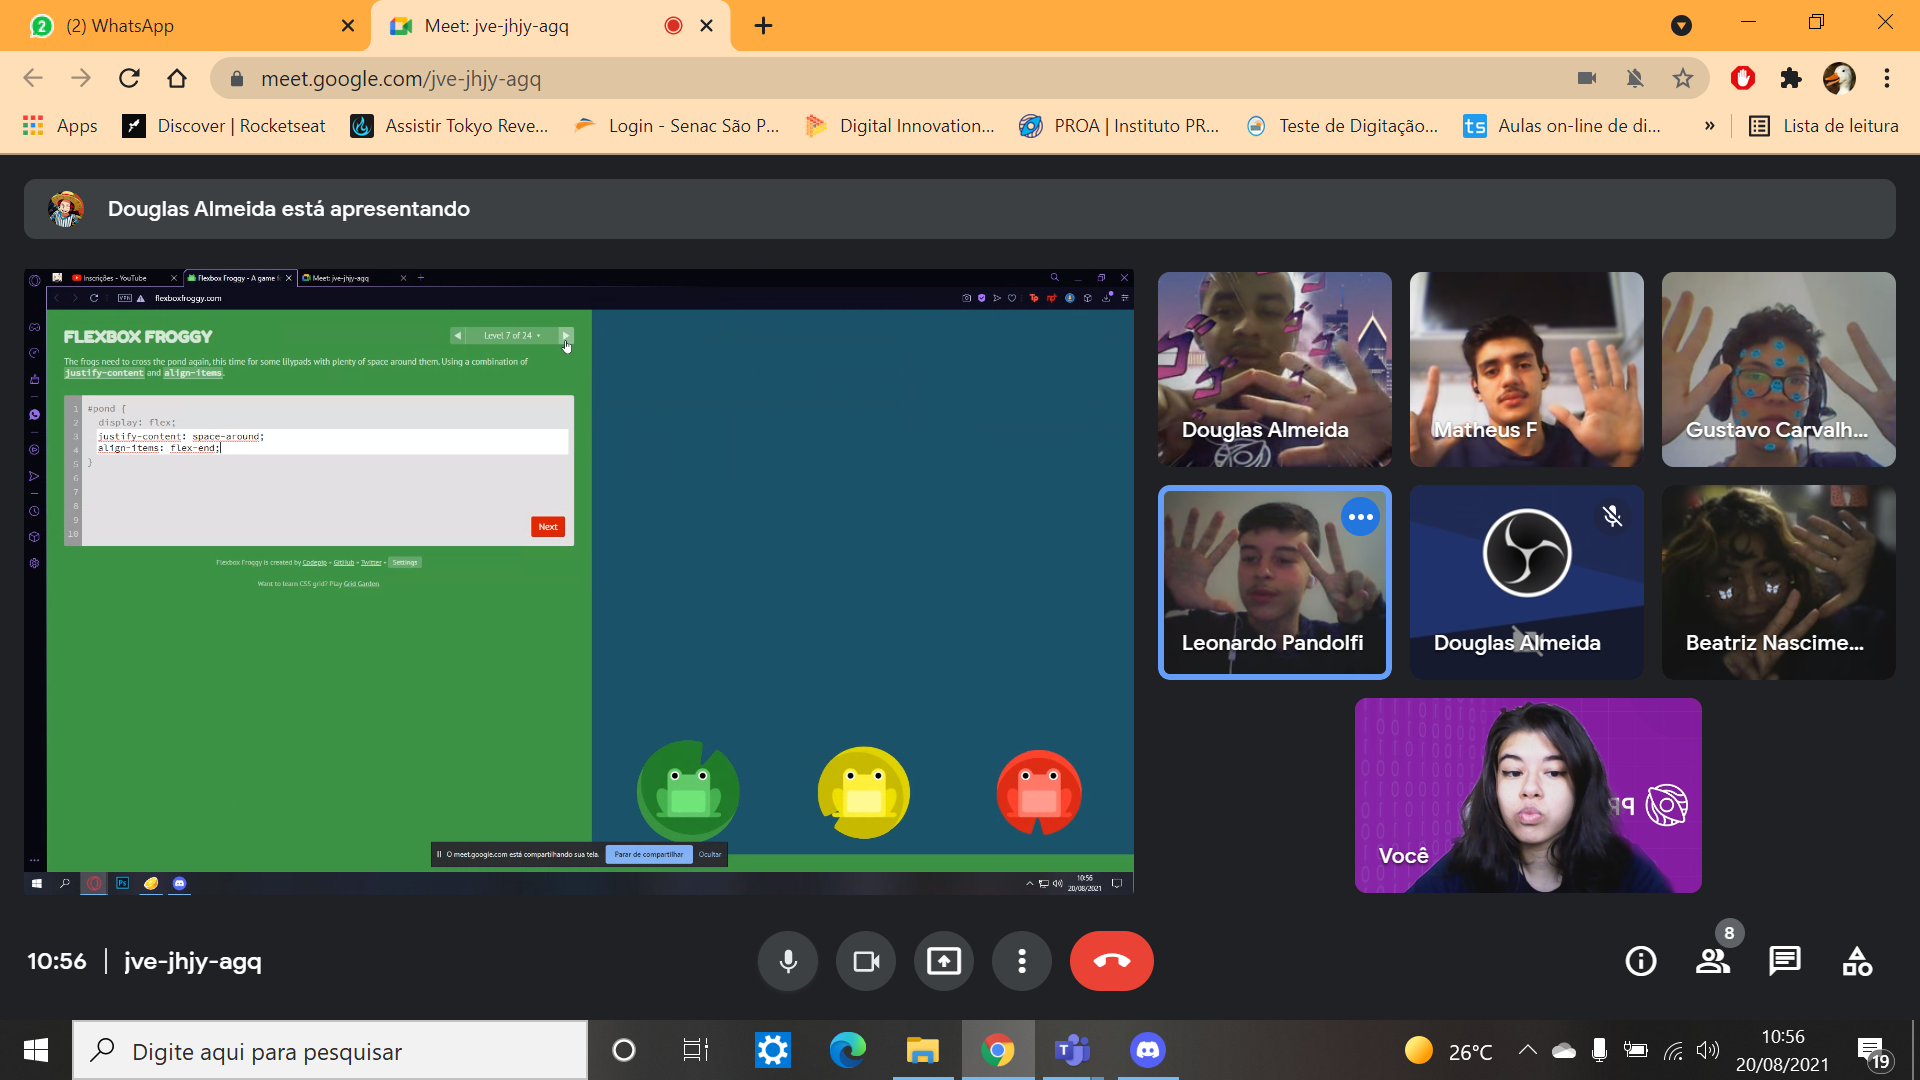 (2) WhatsApp
Meet: jve-jhjy-agq
meet.google.com/jve-jhjy-agq
Apps
Discover | Rocketseat
Assistir Tokyo Reve...
Login - Senac São P...
Digital Innovation...
PROA | Instituto PR...
Teste de Digitação...
ts
Aulas on-line de di...
»
Lista de leitura
Douglas Almeida está apresentando
Inscrições - YouTube
Flexbox Froggy - A game f
Meet: jve-jhjy-agq
VPN
flexboxfroggy.com
FLEXBOX FROGGY
Level 7 of 24
The frogs need to cross the pond again, this time for some lilypads with plenty of space around them. Using a combination of
justify-content and align-items.
1 #pond {
2 display: flex;
3 justify-content: space-around;
4 align-items: flex-end;
5 }
6
7
8
9
10
Next
Flexbox Froggy is created by Codepip • GitHub • Twitter • Settings
Want to learn CSS grid? Play Grid Garden.
O meet.google.com está compartilhando sua tela.
Parar de compartilhar
Ocultar
Ps
10:56
20/08/2021
Douglas Almeida
Matheus F
Gustavo Carvalh...
Leonardo Pandolfi
Douglas Almeida
Beatriz Nascime...
Você
10:56 | jve-jhjy-agq
8
Digite aqui para pesquisar
26°C
10:56
20/08/2021
19